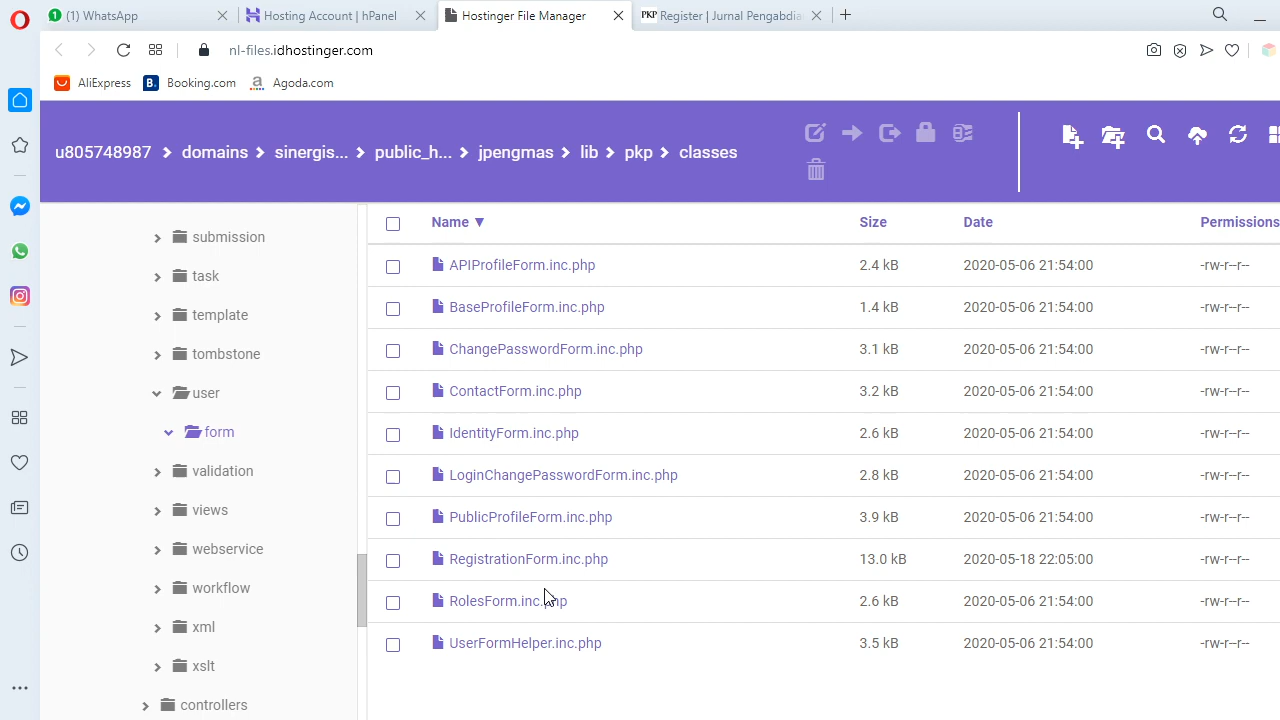 (1) WhatsApp
Hosting Account | hPanel
Hostinger File Manager
PKP Register | Jurnal Pengabdia
nl-files.idhostinger.com
AliExpress
B. Booking.com
a Agoda.com
u805748987 > domains > sinergis... > public_h... > jpengmas > lib > pkp > classes
Name Size Date Permissions
submission
task
template
tombstone
user
form
validation
views
webservice
workflow
xml
xslt
controllers
APIProfileForm.inc.php 2.4 kB 2020-05-06 21:54:00 -rw-r--r--
BaseProfileForm.inc.php 1.4 kB 2020-05-06 21:54:00 -rw-r--r--
ChangePasswordForm.inc.php 3.1 kB 2020-05-06 21:54:00 -rw-r--r--
ContactForm.inc.php 3.2 kB 2020-05-06 21:54:00 -rw-r--r--
IdentityForm.inc.php 2.6 kB 2020-05-06 21:54:00 -rw-r--r--
LoginChangePasswordForm.inc.php 2.8 kB 2020-05-06 21:54:00 -rw-r--r--
PublicProfileForm.inc.php 3.9 kB 2020-05-06 21:54:00 -rw-r--r--
RegistrationForm.inc.php 13.0 kB 2020-05-18 22:05:00 -rw-r--r--
RolesForm.inc.php 2.6 kB 2020-05-06 21:54:00 -rw-r--r--
UserFormHelper.inc.php 3.5 kB 2020-05-06 21:54:00 -rw-r--r--